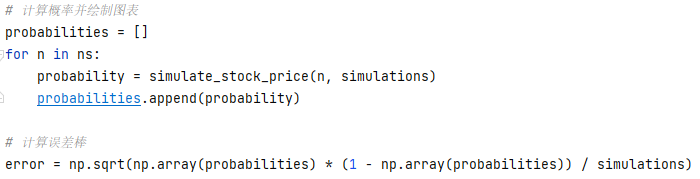 # 计算概率并绘制图表
probabilities = []
for n in ns:
    probability = simulate_stock_price(n, simulations)
    probabilities.append(probability)
# 计算误差棒
error = np.sqrt(np.array(probabilities) * (1 - np.array(probabilities)) / simulations)